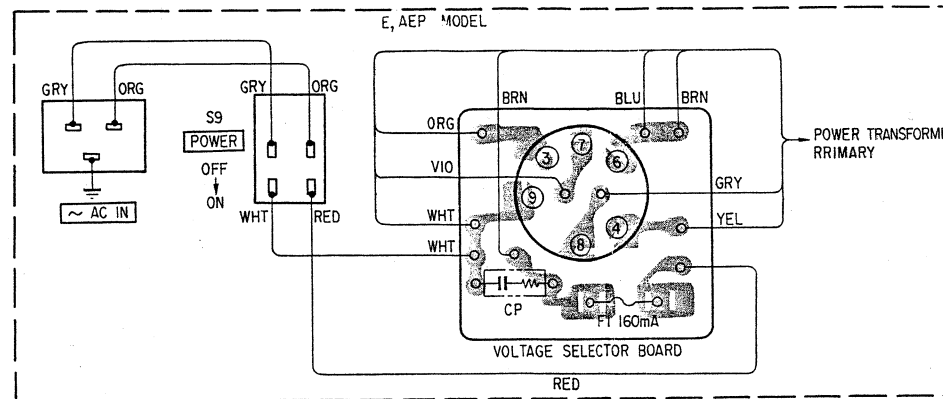 E, AEP MODEL
GRY ORG
GRY ORG
S9
POWER
OFF
ON
WHT RED
~ AC IN
BRN BLU BRN
ORG
VIO
WHT
WHT
3 7 6
9 8 4
GRY
YEL
POWER TRANSFORME
RRIMARY
CP
F1 160mA
VOLTAGE SELECTOR BOARD
RED